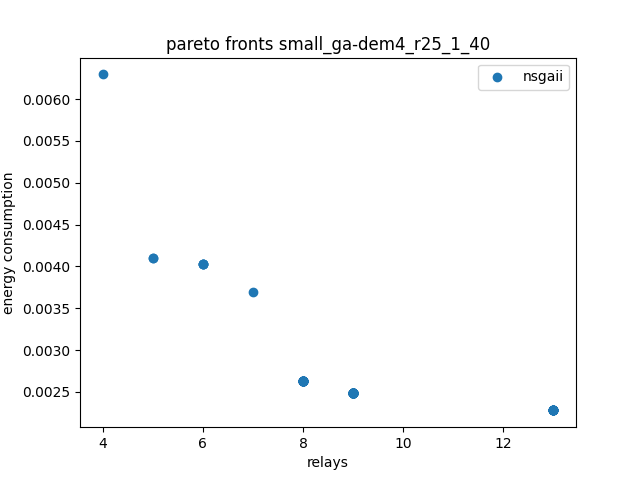 pareto fronts small_ga-dem4_r25_1_40
nsgaii
0.0060
0.0055
0.0050
0.0045
0.0040
0.0035
0.0030
0.0025
energy consumption
4 6 8 10 12
relays